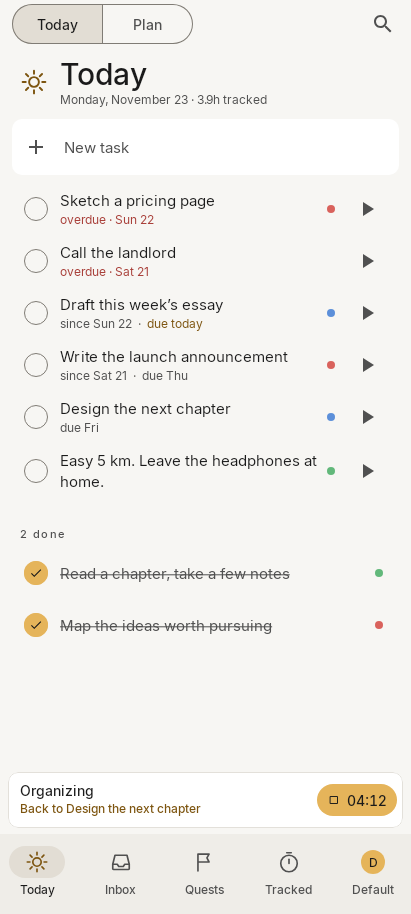 Today
Plan
Today
Monday, November 23 · 3.9h tracked
New task
Sketch a pricing page
overdue · Sun 22
Call the landlord
overdue · Sat 21
Draft this week’s essay
since Sun 22 · due today
Write the launch announcement
since Sat 21 · due Thu
Design the next chapter
due Fri
Easy 5 km. Leave the headphones at
home.
2 done
Read a chapter, take a few notes
Map the ideas worth pursuing
Organizing
Back to Design the next chapter
04:12
Today
Inbox
Quests
Tracked
D
Default